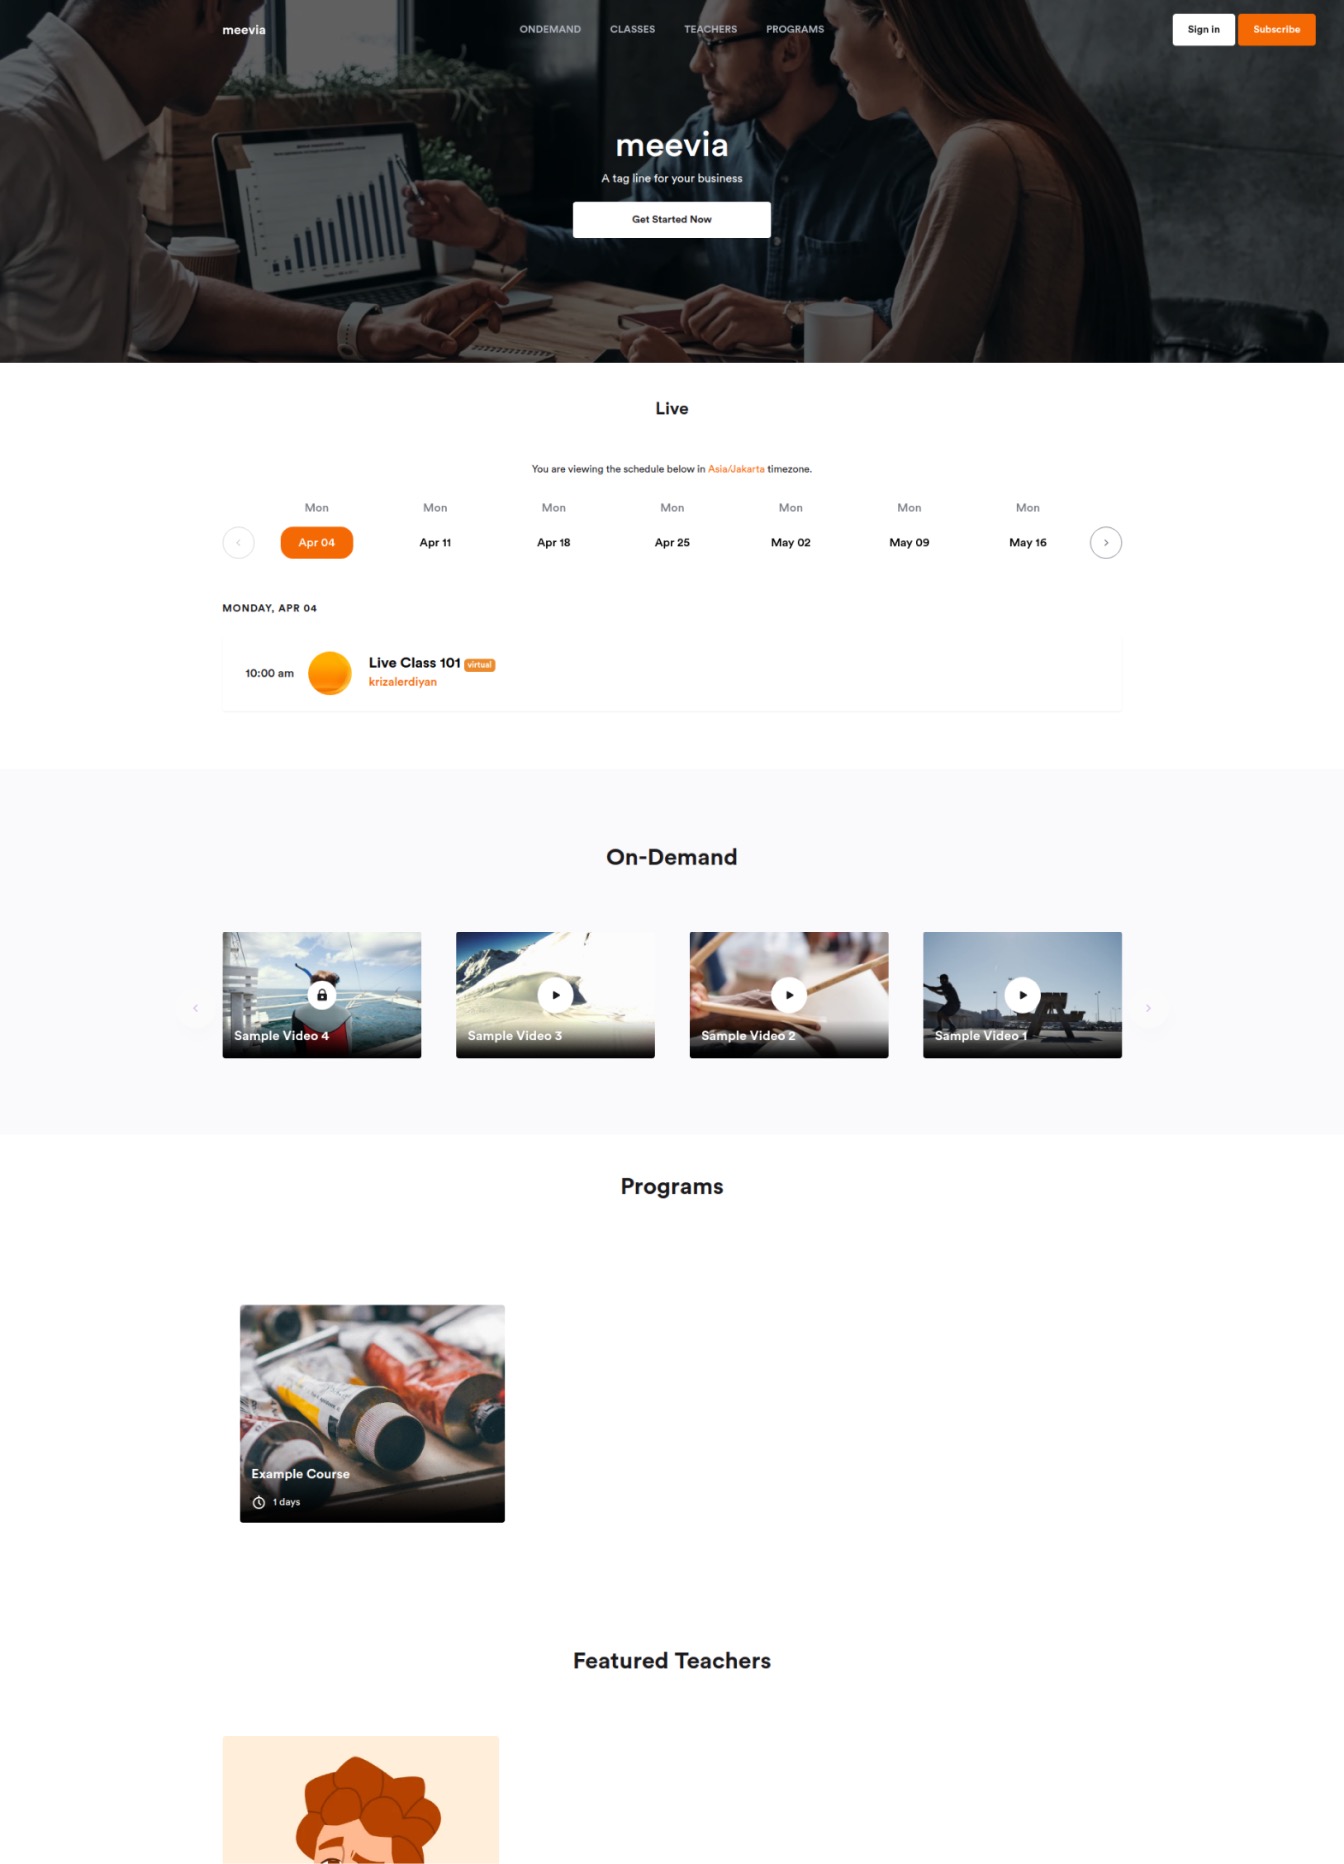 meevia
ONDEMAND CLASSES TEACHERS PROGRAMS
Sign in Subscribe
meevia
A tag line for your business
Get Started Now
Live
You are viewing the schedule below in Asia/Jakarta timezone.
Mon Mon Mon Mon Mon Mon Mon
Apr 04 Apr 11 Apr 18 Apr 25 May 02 May 09 May 16
MONDAY, APR 04
10:00 am
Live Class 101 virtual
krizalerdiyan
On-Demand
Sample Video 4 Sample Video 3 Sample Video 2 Sample Video 1
Programs
Example Course
1 days
Featured Teachers